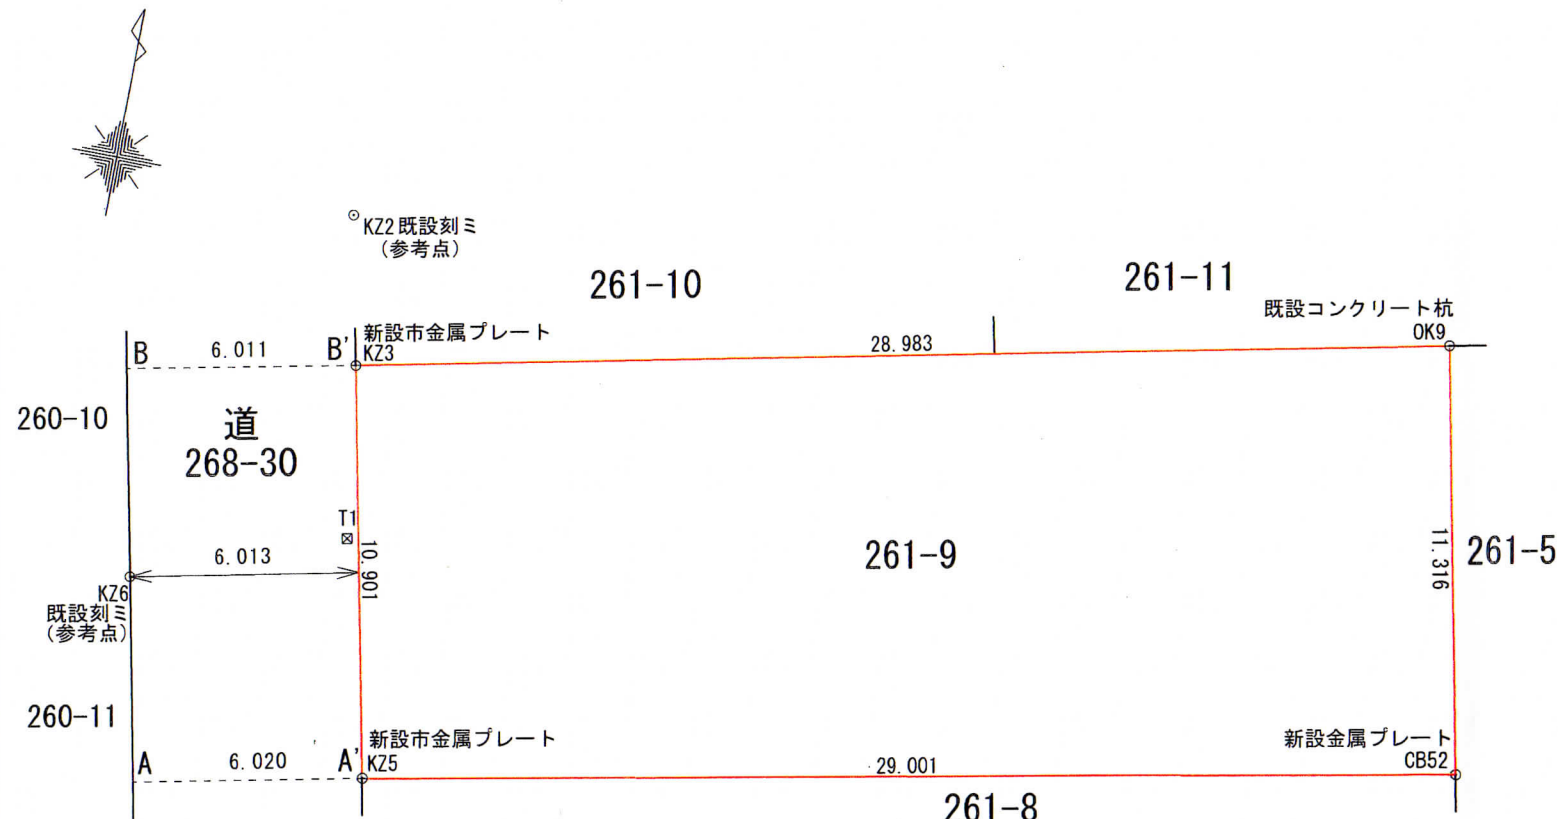 KZ2 既設刻ミ
(参考点)
261-10
261-11
既設コンクリート杭
OK9
新設市金属プレート
KZ3
B
6.011
B'
28.983
260-10
道
268-30
T1
6.013
10.901
261-9
11.316
261-5
KZ6
既設刻ミ
(参考点)
260-11
新設市金属プレート
KZ5
新設金属プレート
CB52
A
6.020
A'
29.001
261-8